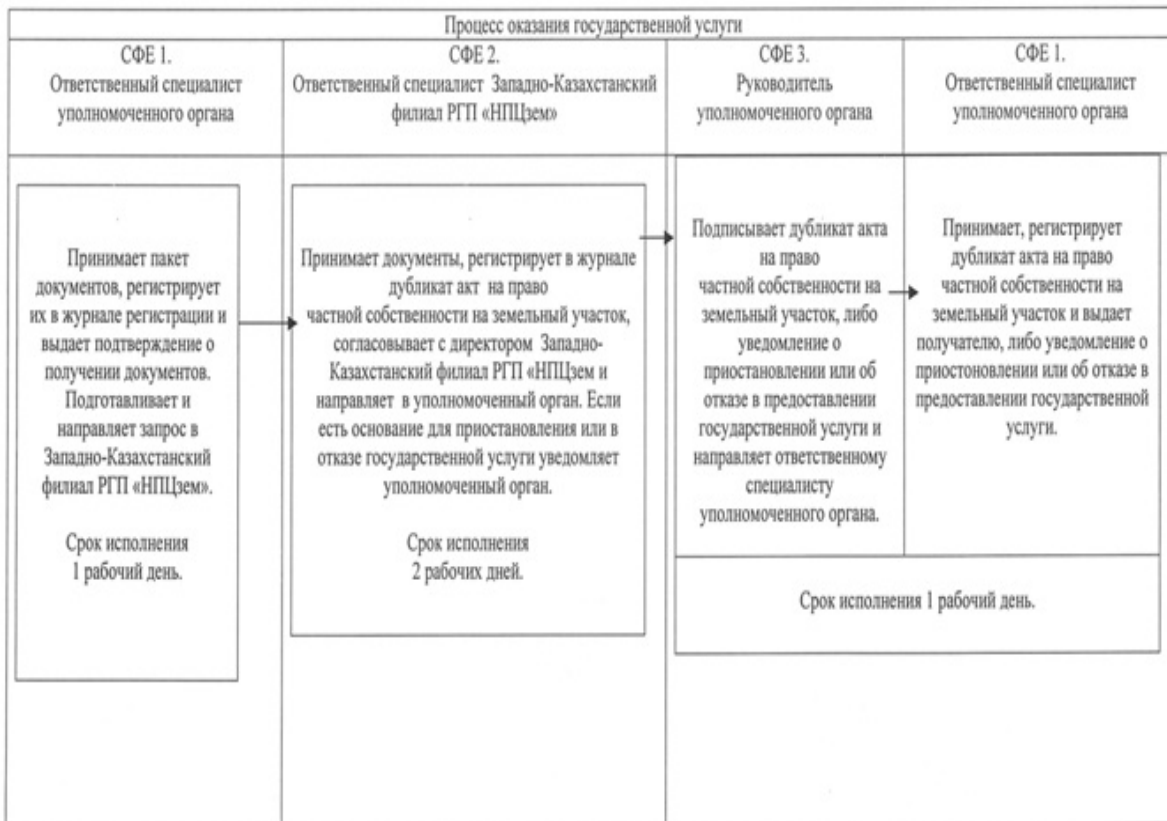 Процесс оказания государственной услуги
СФЕ 1.
Ответственный специалист
уполномоченного органа
СФЕ 2.
Ответственный специалист Западно-Казахстанский
филиал РГП «НПЦзем»
СФЕ 3.
Руководитель
уполномоченного органа
СФЕ 1.
Ответственный специалист
уполномоченного органа
Принимает пакет
документов, регистрирует
их в журнале регистрации и
выдает подтверждение о
получении документов.
Подготавливает и
направляет запрос в
Западно-Казахстанский
филиал РГП «НПЦзем».
Срок исполнения
1 рабочий день.
Принимает документы, регистрирует в журнале
дубликат акт на право
частной собственности на земельный участок,
согласовывает с директором Западно-
Казахстанский филиал РГП «НПЦзем и
направляет в уполномоченный орган. Если
есть основание для приостановления или в
отказе государственной услуги уведомляет
уполномоченный орган.
Срок исполнения
2 рабочих дней.
Подписывает дубликат акта
на право
частной собственности на
земельный участок, либо
уведомление о
приостановлении или об
отказе в предоставлении
государственной услуги и
направляет ответственному
специалисту
уполномоченного органа.
Принимает, регистрирует
дубликат акта на право
частной собственности на
земельный участок и выдает
получателю, либо уведомление о
приостоновлении или об отказе в
предоставлении государственной
услуги.
Срок исполнения 1 рабочий день.